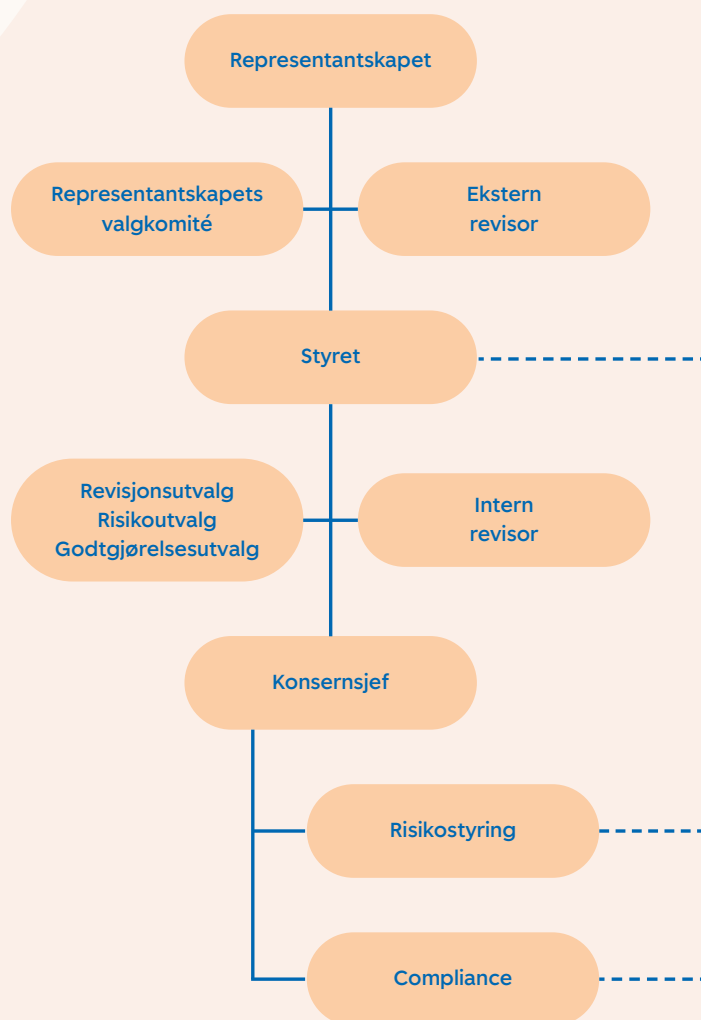 Representantskapet
Representantskapets
valgkomité
Ekstern
revisor
Styret
Revisjonsutvalg
Risikoutvalg
Godtgjørelsesutvalg
Intern
revisor
Konsernsjef
Risikostyring
Compliance